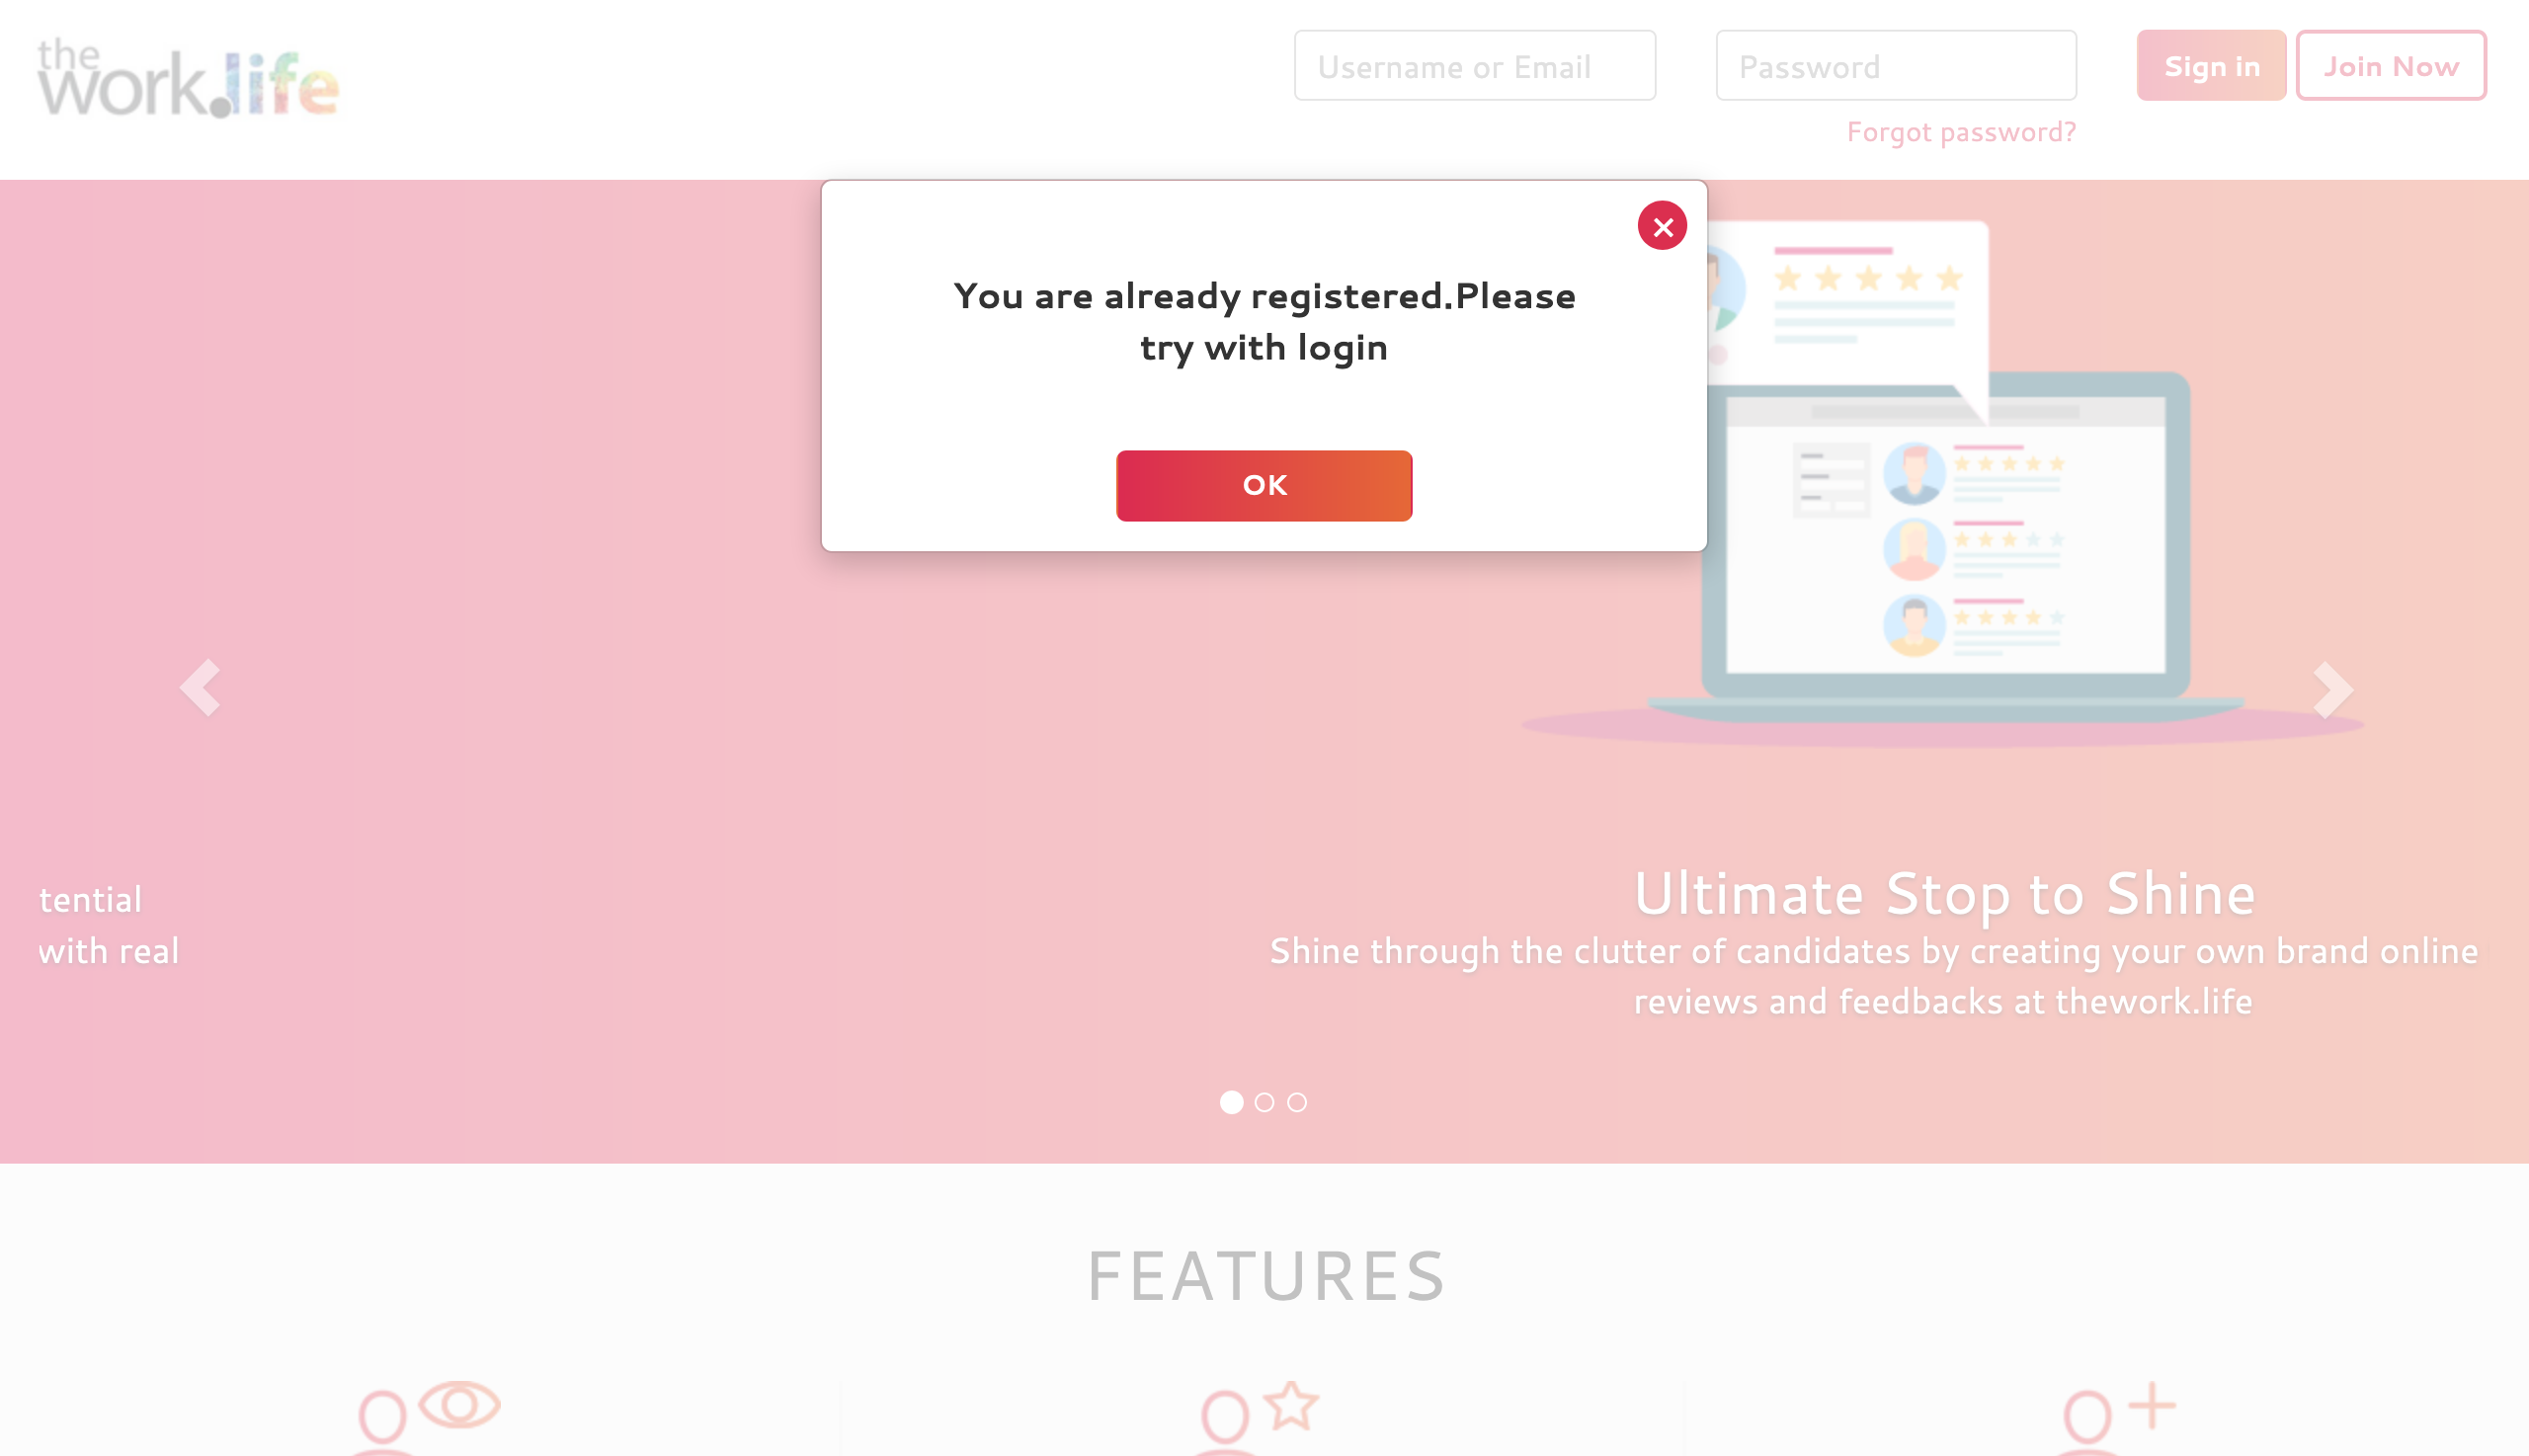 the
work.life
Username or Email
Password
Sign in
Join Now
Forgot password?
You are already registered.Please
try with login
OK
tential
with real
Ultimate Stop to Shine
Shine through the clutter of candidates by creating your own brand online
reviews and feedbacks at thework.life
FEATURES